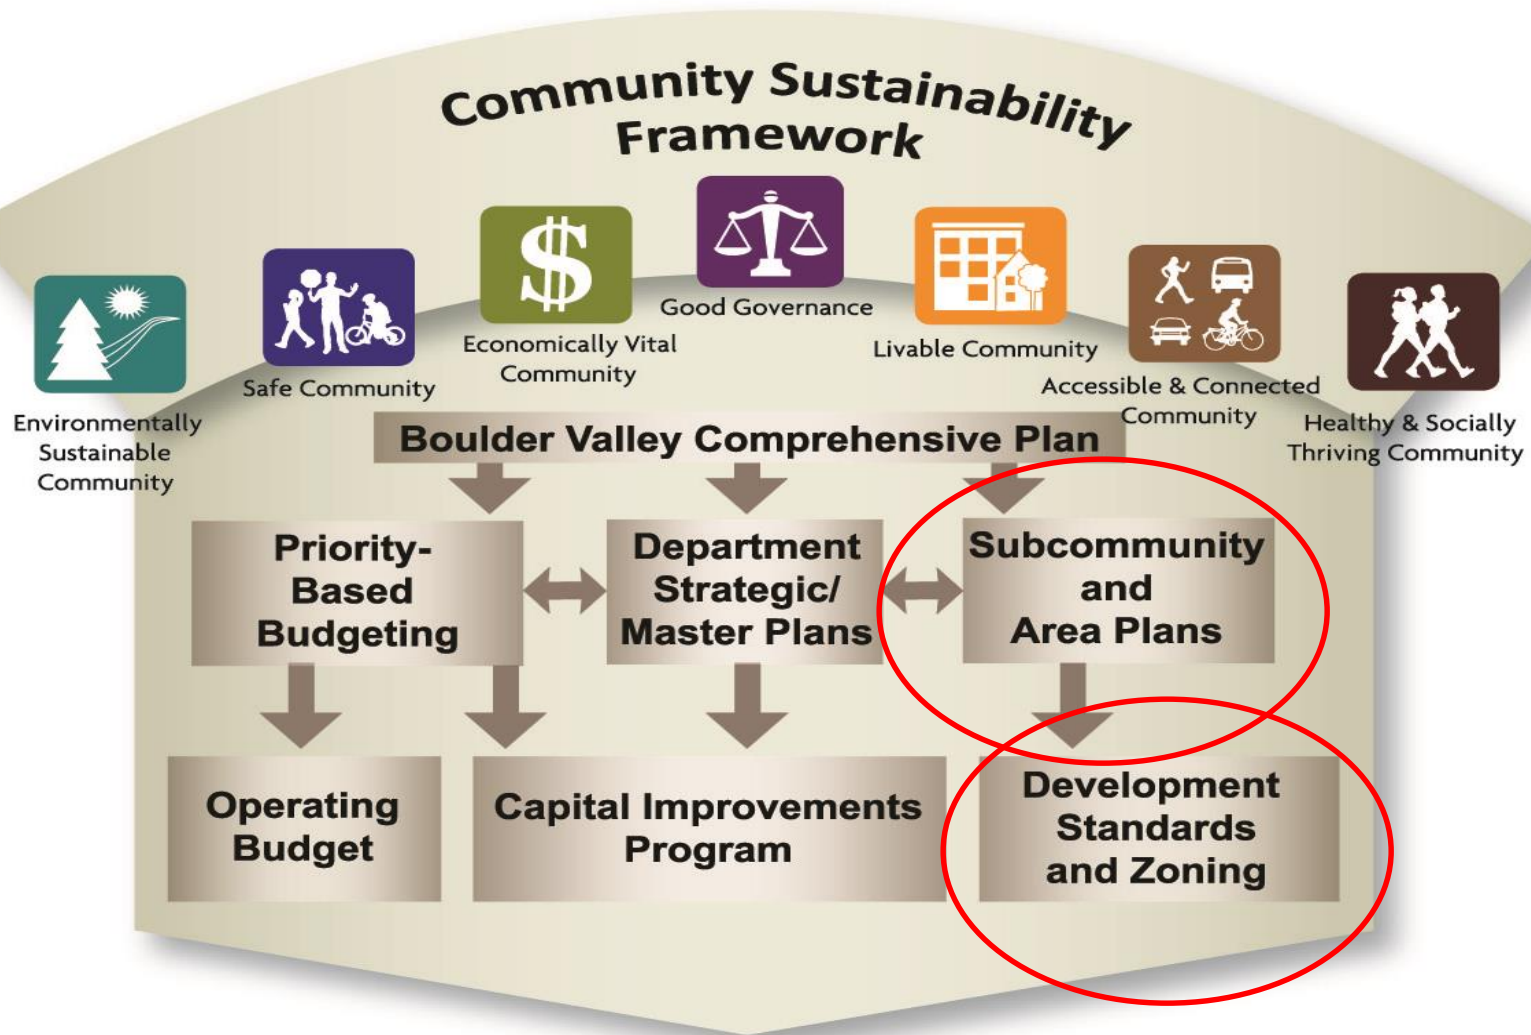 Community Sustainability
Framework
Environmentally
Sustainable
Community
Safe Community
Economically Vital
Community
Good Governance
Livable Community
Accessible & Connected
Community
Healthy & Socially
Thriving Community
Boulder Valley Comprehensive Plan
Priority-
Based
Budgeting
Department
Strategic/
Master Plans
Subcommunity
and
Area Plans
Operating
Budget
Capital Improvements
Program
Development
Standards
and Zoning